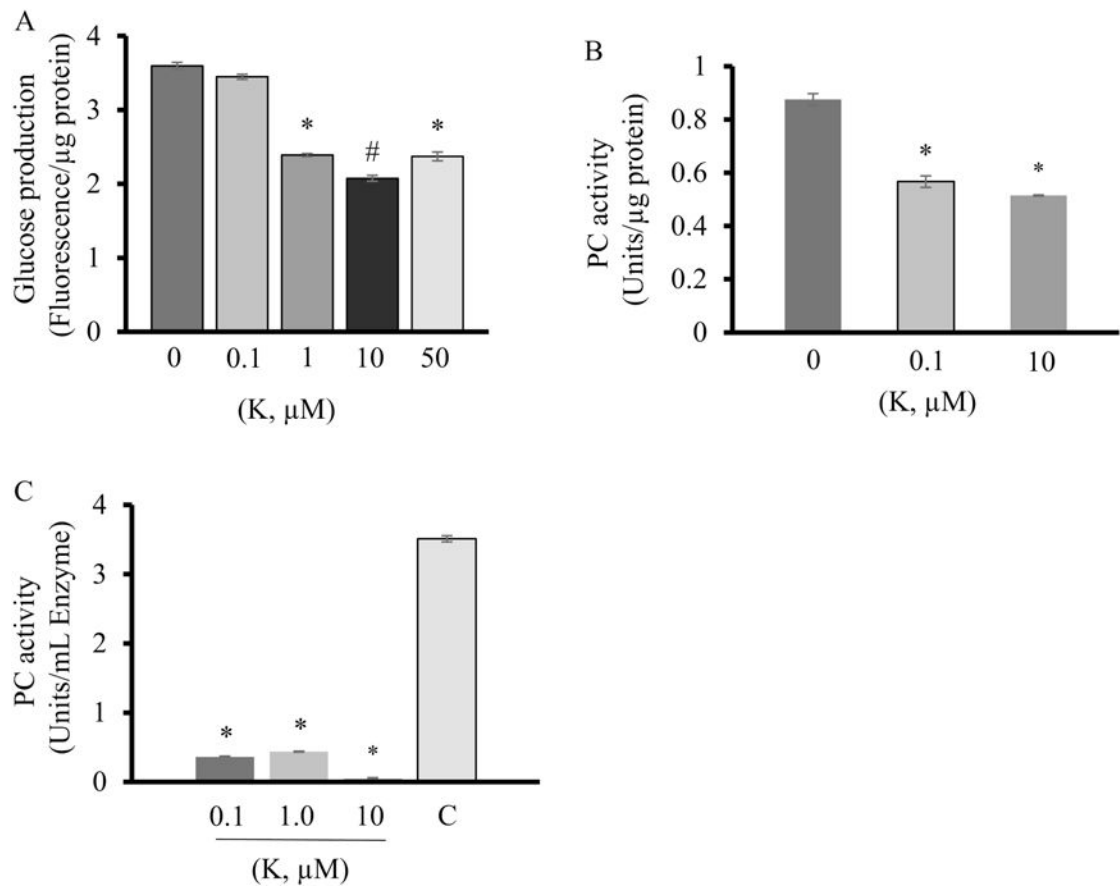 A
Glucose production
(Fluorescence/µg protein)
4
3
2
1
0
*
#
*
0 0.1 1 10 50
(K, µM)
B
PC activity
(Units/µg protein)
1
0.8
0.6
0.4
0.2
0
*
*
0 0.1 10
(K, µM)
C
PC activity
(Units/mL Enzyme)
4
3
2
1
0
*
*
*
0.1 1.0 10 C
(K, µM)